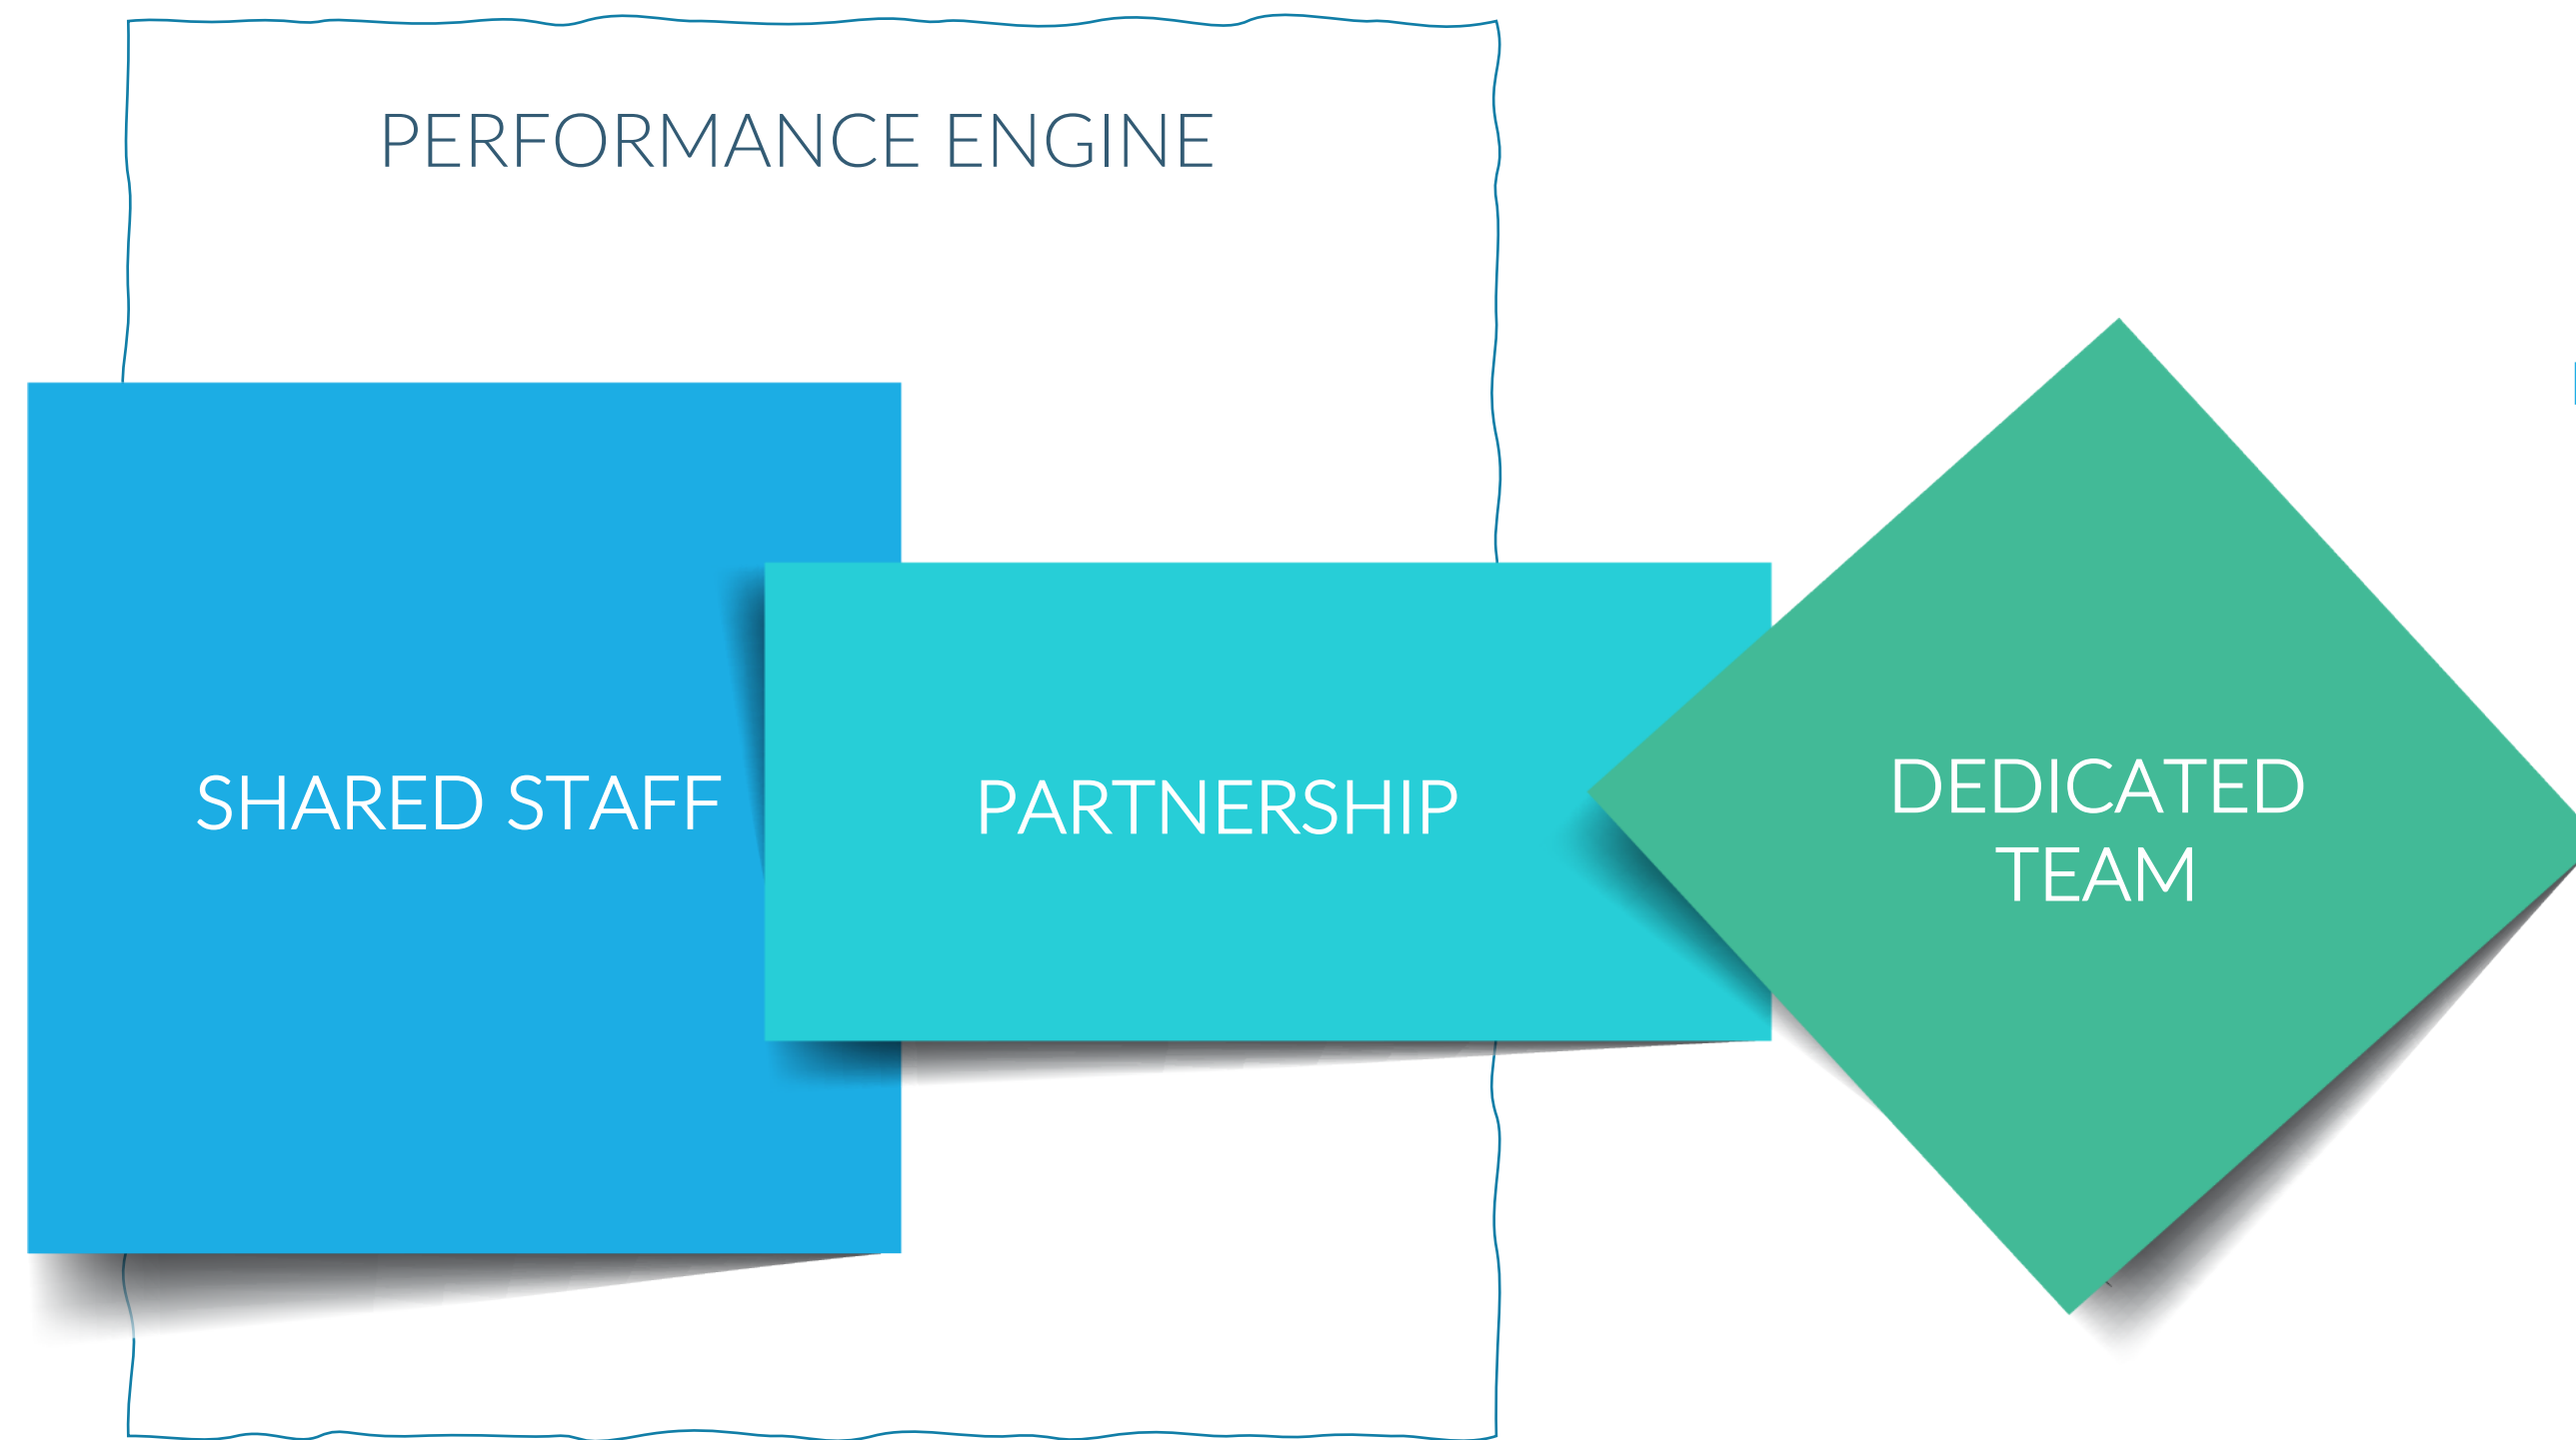 PERFORMANCE ENGINE
SHARED STAFF
PARTNERSHIP
DEDICATED
TEAM